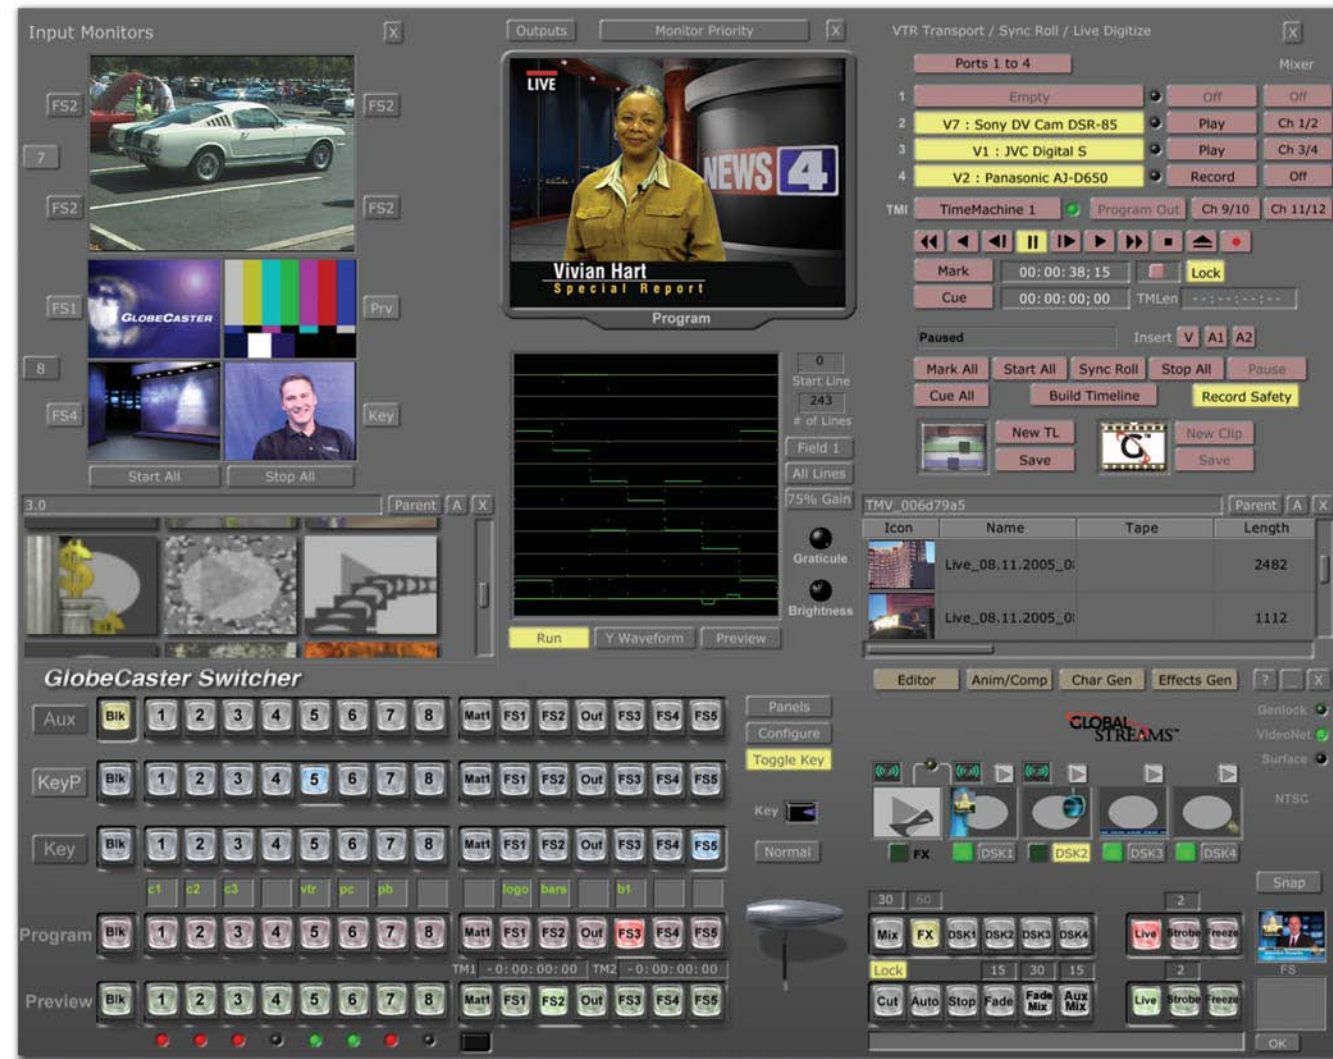 Input Monitors X
FS2 FS2
7
FS2 FS2
GLOBECASTER
FS1 Prv
8
FS4 Key
Start All Stop All
Outputs Monitor Priority X
LIVE
NEWS 4
Vivian Hart
Special Report
Program
0
Start Line
243
# of Lines
Field 1
All Lines
75% Gain
Graticule
Brightness
Run Y Waveform Preview
VTR Transport / Sync Roll / Live Digitize X
Ports 1 to 4 Mixer
1 Empty Off Off
2 V7 : Sony DV Cam DSR-85 Play Ch 1/2
3 V1 : JVC Digital S Play Ch 3/4
4 V2 : Panasonic AJ-D650 Record Off
TMI TimeMachine 1 Program Out Ch 9/10 Ch 11/12
Mark 00:00:38;15 Lock
Cue 00:00:00;00 TMLen --:--:--:--
Paused Insert V A1 A2
Mark All Start All Sync Roll Stop All Pause
Cue All Build Timeline Record Safety
New TL New Clip
Save G™ Save
3.0 Parent A X
TMV_006d79a5 Parent A X
Icon Name Tape Length
Live_08.11.2005_0 2482
Live_08.11.2005_0 1112
GlobeCaster Switcher
Editor Anim/Comp Char Gen Effects Gen ? _ X
Aux Blk 1 2 3 4 5 6 7 8 Mat1 FS1 FS2 Out FS3 FS4 FS5
Panels
Configure
Toggle Key
KeyP Blk 1 2 3 4 5 6 7 8 Mat1 FS1 FS2 Out FS3 FS4 FS5
Key
Key Blk 1 2 3 4 5 6 7 8 Mat1 FS1 FS2 Out FS3 FS4 FS5
Normal
c1 c2 c3 vtr pc pb logo bars b1
Program Blk 1 2 3 4 5 6 7 8 Mat1 FS1 FS2 Out FS3 FS4 FS5
TM1 -0:00:00:00 TM2 -0:00:00:00
Preview Blk 1 2 3 4 5 6 7 8 Mat1 FS1 FS2 Out FS3 FS4 FS5
GLOBAL
STREAMS™
Genlock
VideoNet
Surface
NTSC
FX DSK1 DSK2 DSK3 DSK4
Snap
30 60 2
Mix FX DSK1 DSK2 DSK3 DSK4 Live Strobe Freeze
FS
Lock 15 30 15 2
Cut Auto Stop Fade Fade Mix Aux Mix Live Strobe Freeze
OK